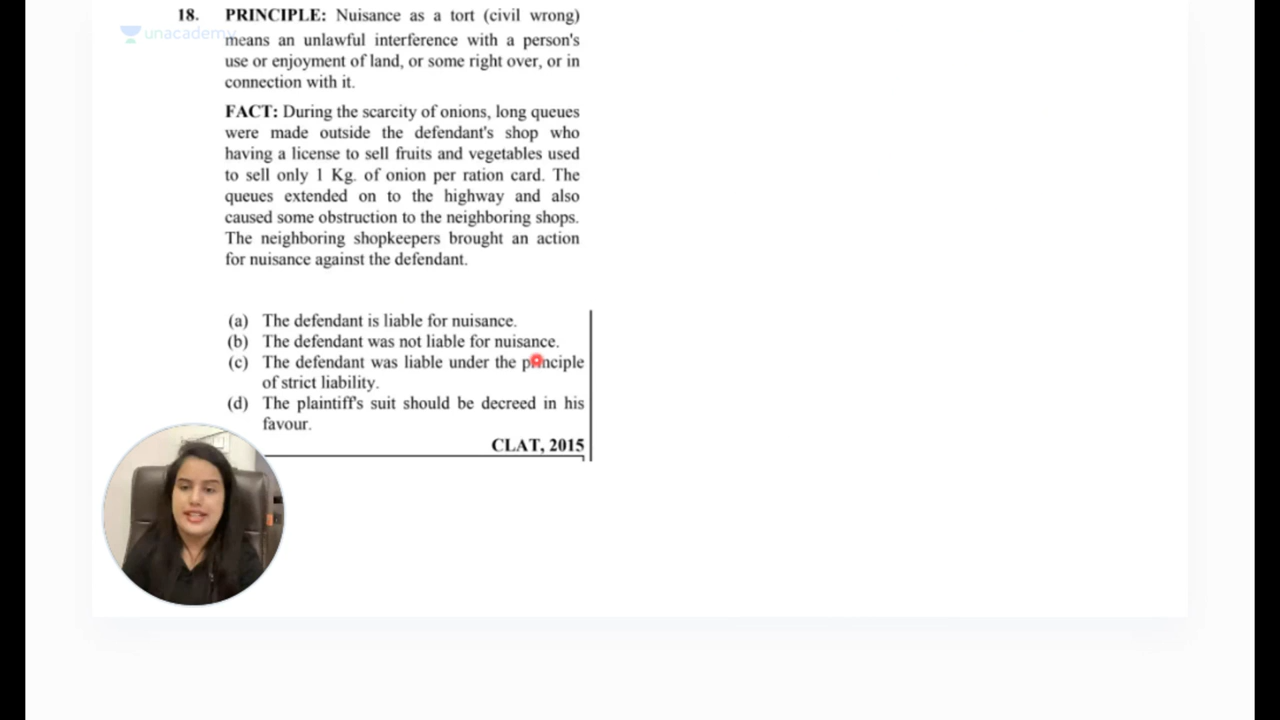 18. PRINCIPLE: Nuisance as a tort (civil wrong)
unacademy
means an unlawful interference with a person's
use or enjoyment of land, or some right over, or in
connection with it.
FACT: During the scarcity of onions, long queues
were made outside the defendant's shop who
having a license to sell fruits and vegetables used
to sell only 1 Kg. of onion per ration card. The
queues extended on to the highway and also
caused some obstruction to the neighboring shops.
The neighboring shopkeepers brought an action
for nuisance against the defendant.
(a) The defendant is liable for nuisance.
(b) The defendant was not liable for nuisance.
(c) The defendant was liable under the principle
of strict liability.
(d) The plaintiff's suit should be decreed in his
favour.
CLAT, 2015